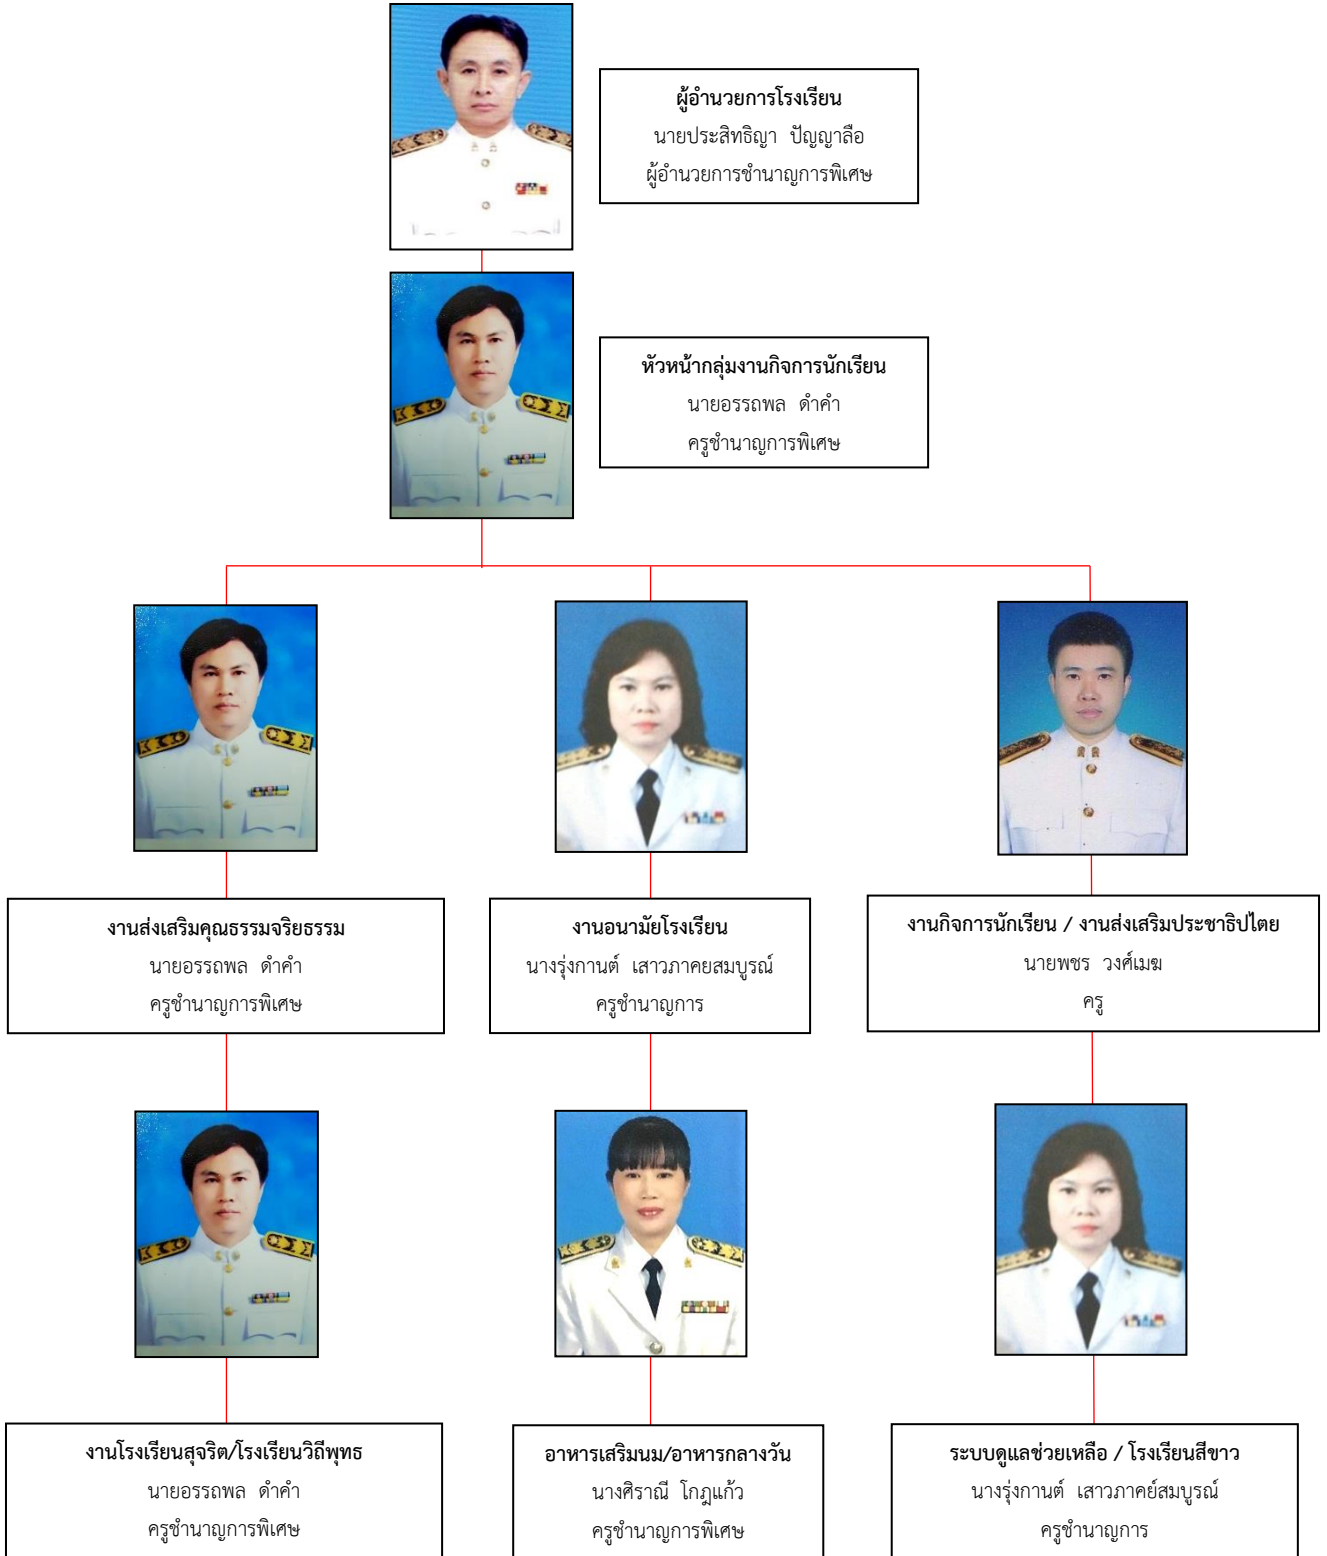 ผู้อำนวยการโรงเรียน
นายประสิทธิญา ปัญญาลือ
ผู้อำนวยการชำนาญการพิเศษ
หัวหน้ากลุ่มงานกิจการนักเรียน
นายอรรถพล ดำคำ
ครูชำนาญการพิเศษ
งานส่งเสริมคุณธรรมจริยธรรม
นายอรรถพล ดำคำ
ครูชำนาญการพิเศษ
งานอนามัยโรงเรียน
นางรุ่งกานต์ เสาวภาคยสมบูรณ์
ครูชำนาญการ
งานกิจการนักเรียน / งานส่งเสริมประชาธิปไตย
นายพชร วงศ์เมฆ
ครู
งานโรงเรียนสุจริต/โรงเรียนวิถีพุทธ
นายอรรถพล ดำคำ
ครูชำนาญการพิเศษ
อาหารเสริมนม/อาหารกลางวัน
นางศิราณี โกฎแก้ว
ครูชำนาญการพิเศษ
ระบบดูแลช่วยเหลือ / โรงเรียนสีขาว
นางรุ่งกานต์ เสาวภาคย์สมบูรณ์
ครูชำนาญการ